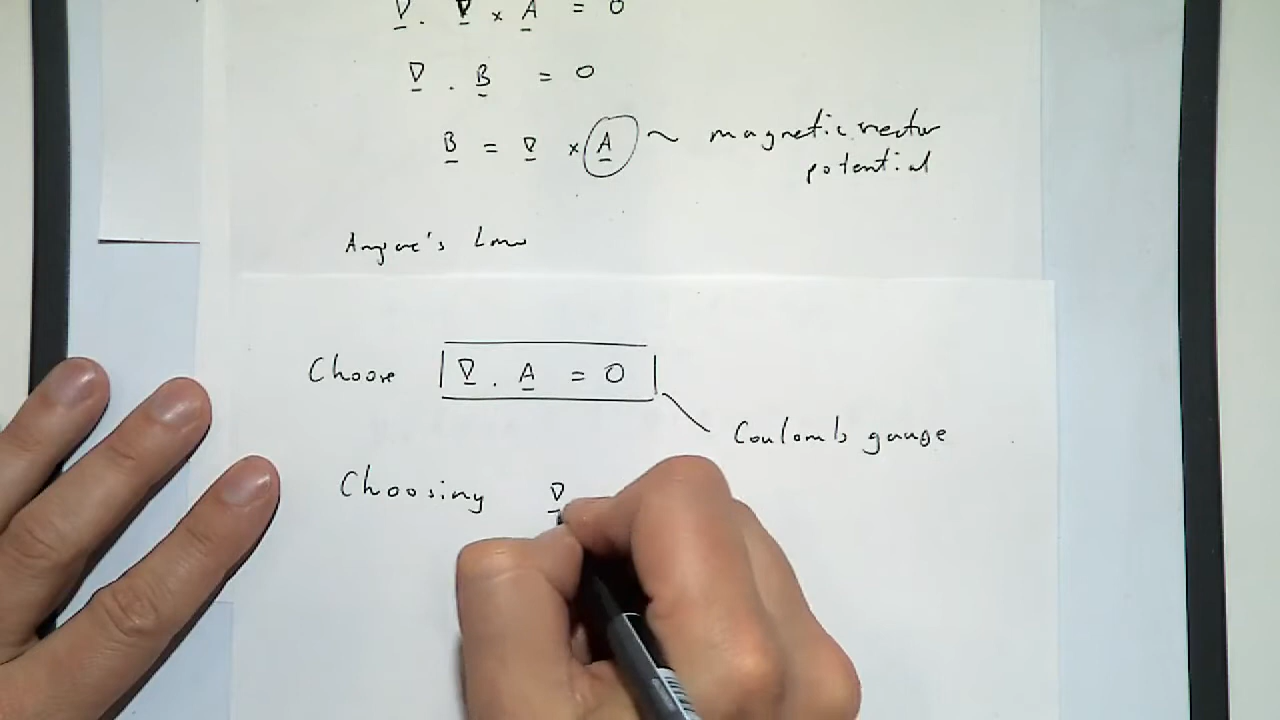 ∇ . ∇ × A = 0
∇ . B = 0
B = ∇ × A ~ magnetic vector
potential
Ampere's Law
Choose ∇ . A = 0
Coulomb gauge
Choosing ∇